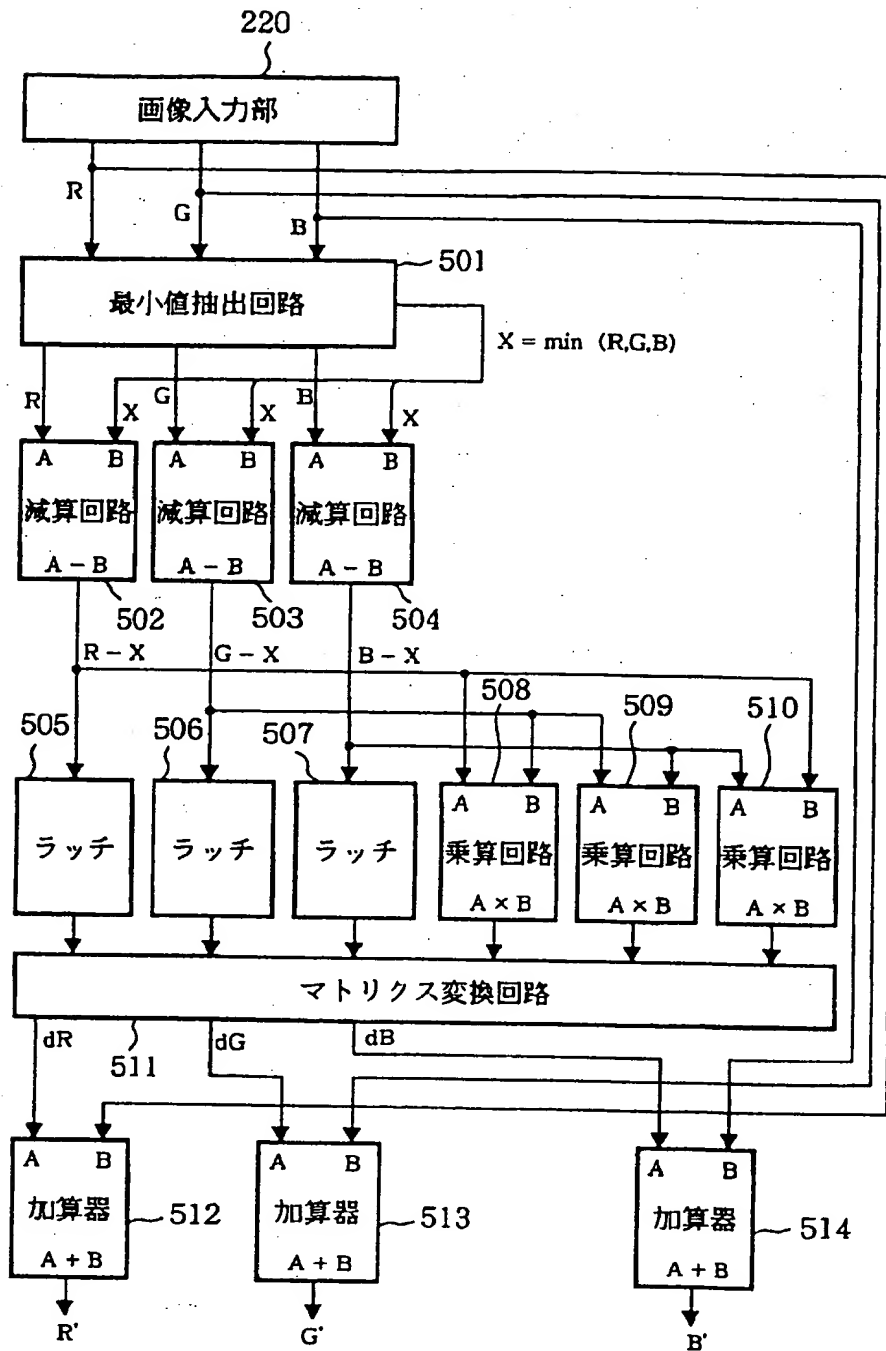 220
画像入力部
R
G
B
501
最小値抽出回路
X = min (R,G,B)
R
X
G
X
B
X
A B
減算回路
A − B
502
A B
減算回路
A − B
503
A B
減算回路
A − B
504
R − X
G − X
B − X
505
ラッチ
506
ラッチ
507
ラッチ
508
A B
乗算回路
A × B
509
A B
乗算回路
A × B
510
A B
乗算回路
A × B
マトリクス変換回路
511
dR
dG
dB
A B
加算器
A + B
512
R'
A B
加算器
A + B
513
G'
A B
加算器
A + B
514
B'